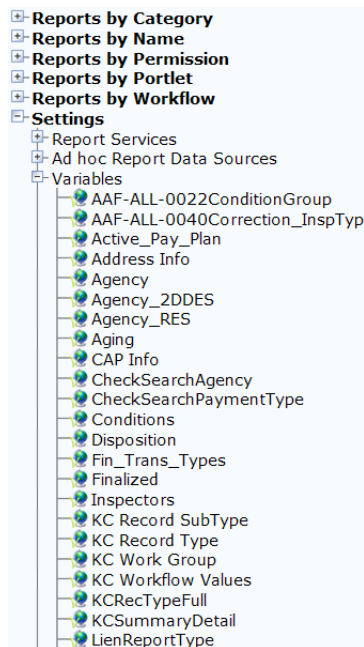 Reports by Category
Reports by Name
Reports by Permission
Reports by Portlet
Reports by Workflow
Settings
Report Services
Ad hoc Report Data Sources
Variables
AAF-ALL-0022ConditionGroup
AAF-ALL-0040Correction_InspTyp
Active_Pay_Plan
Address Info
Agency
Agency_2DDES
Agency_RES
Aging
CAP Info
CheckSearchAgency
CheckSearchPaymentType
Conditions
Disposition
Fin_Trans_Types
Finalized
Inspectors
KC Record SubType
KC Record Type
KC Work Group
KC Workflow Values
KCRecTypeFull
KCSummaryDetail
LienReportType